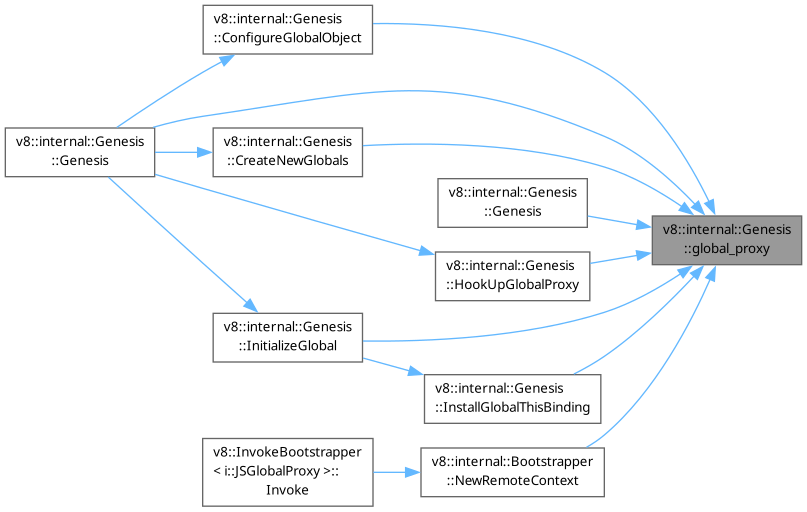 v8::internal::Genesis
::ConfigureGlobalObject
v8::internal::Genesis
::Genesis
v8::internal::Genesis
::CreateNewGlobals
v8::internal::Genesis
::Genesis
v8::internal::Genesis
::global_proxy
v8::internal::Genesis
::HookUpGlobalProxy
v8::internal::Genesis
::InitializeGlobal
v8::internal::Genesis
::InstallGlobalThisBinding
v8::InvokeBootstrapper
< i::JSGlobalProxy >::
Invoke
v8::internal::Bootstrapper
::NewRemoteContext